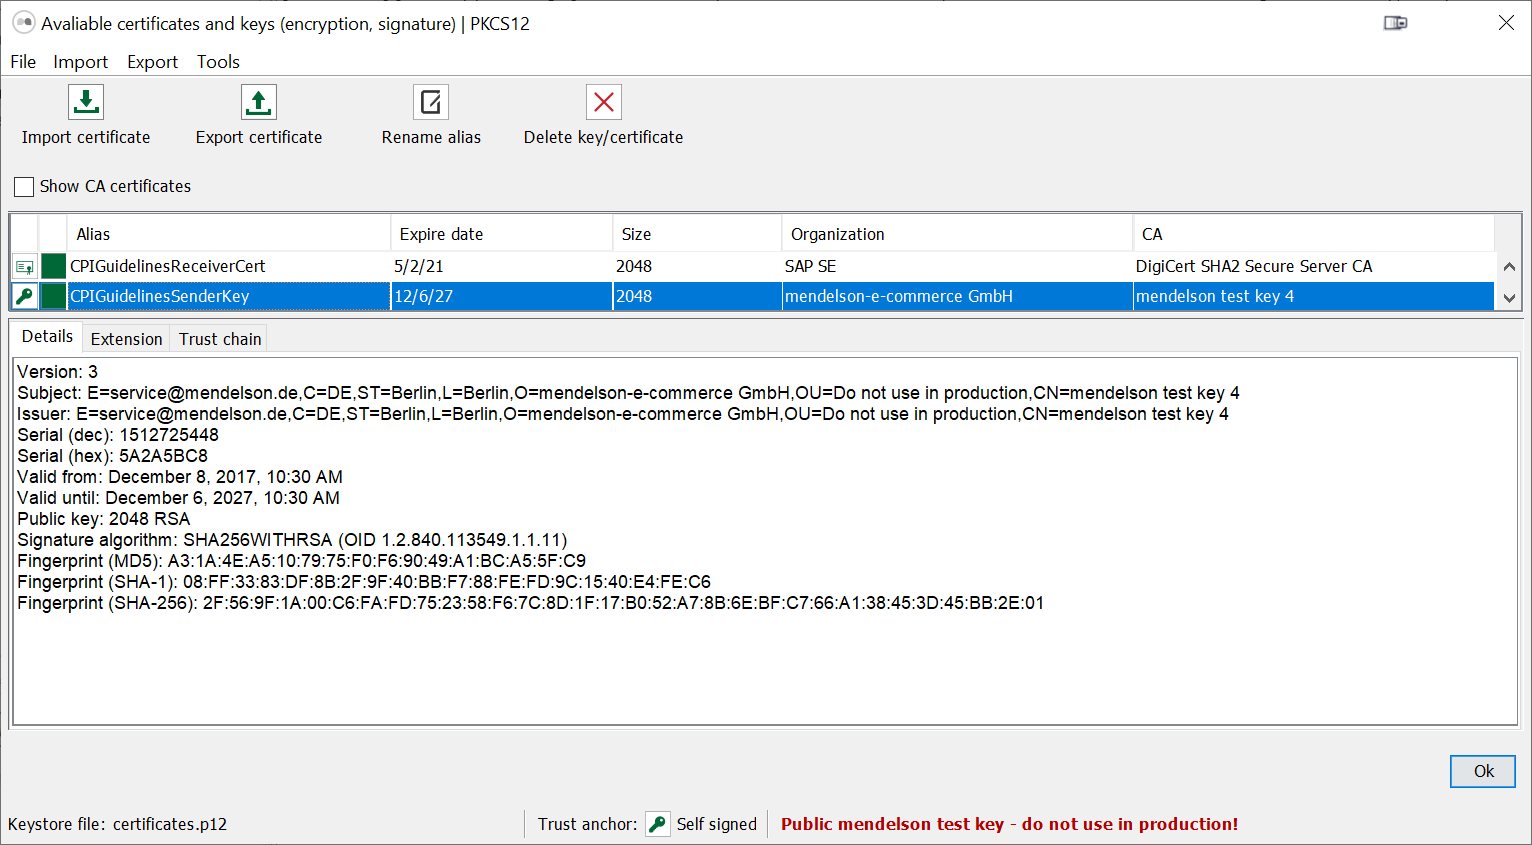 Avaliable certificates and keys (encryption, signature) | PKCS12
File Import Export Tools
Import certificate Export certificate Rename alias Delete key/certificate
Show CA certificates
Alias Expire date Size Organization CA
CPIGuidelinesReceiverCert 5/2/21 2048 SAP SE DigiCert SHA2 Secure Server CA
CPIGuidelinesSenderKey 12/6/27 2048 mendelson-e-commerce GmbH mendelson test key 4
Details Extension Trust chain
Version: 3
Subject: E=service@mendelson.de,C=DE,ST=Berlin,L=Berlin,O=mendelson-e-commerce GmbH,OU=Do not use in production,CN=mendelson test key 4
Issuer: E=service@mendelson.de,C=DE,ST=Berlin,L=Berlin,O=mendelson-e-commerce GmbH,OU=Do not use in production,CN=mendelson test key 4
Serial (dec): 1512725448
Serial (hex): 5A2A5BC8
Valid from: December 8, 2017, 10:30 AM
Valid until: December 6, 2027, 10:30 AM
Public key: 2048 RSA
Signature algorithm: SHA256WITHRSA (OID 1.2.840.113549.1.1.11)
Fingerprint (MD5): A3:1A:4E:A5:10:79:75:F0:F6:90:49:A1:BC:A5:5F:C9
Fingerprint (SHA-1): 08:FF:33:83:DF:8B:2F:9F:40:BB:F7:88:FE:FD:9C:15:40:E4:FE:C6
Fingerprint (SHA-256): 2F:56:9F:1A:00:C6:FA:FD:75:23:58:F6:7C:8D:1F:17:B0:52:A7:8B:6E:BF:C7:66:A1:38:45:3D:45:BB:2E:01
Ok
Keystore file: certificates.p12 Trust anchor: Self signed Public mendelson test key - do not use in production!